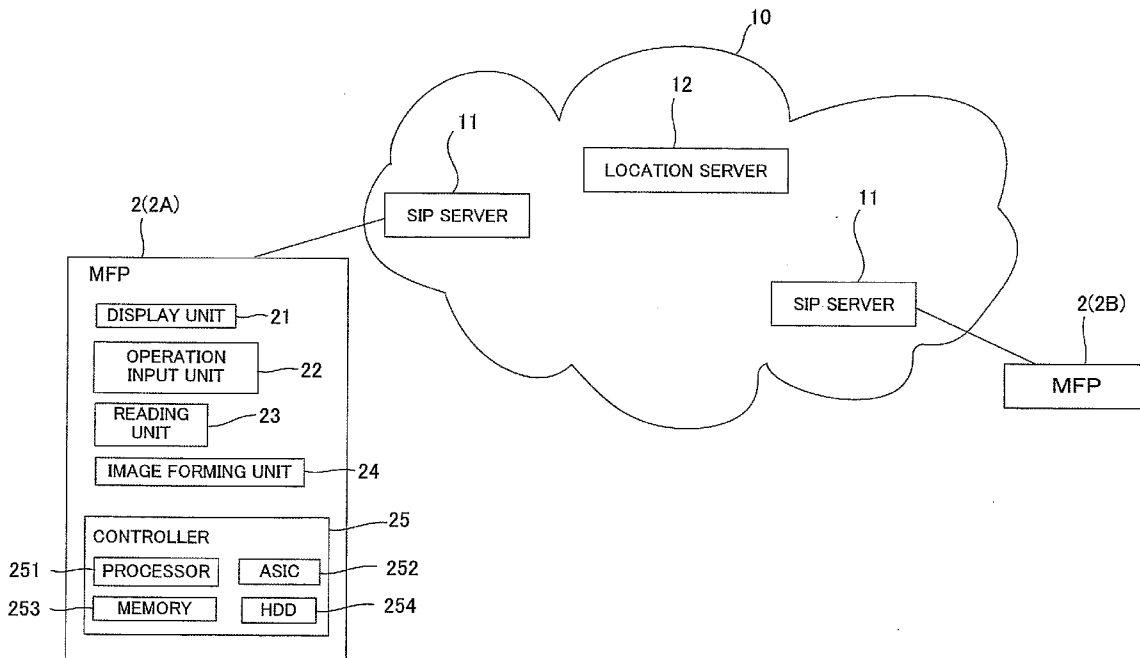 10
12
11
LOCATION SERVER
2(2A)
SIP SERVER
11
MFP
SIP SERVER
2(2B)
DISPLAY UNIT
21
OPERATION
INPUT UNIT
22
MFP
READING
UNIT
23
IMAGE FORMING UNIT
24
25
CONTROLLER
251
PROCESSOR
ASIC
252
253
MEMORY
HDD
254